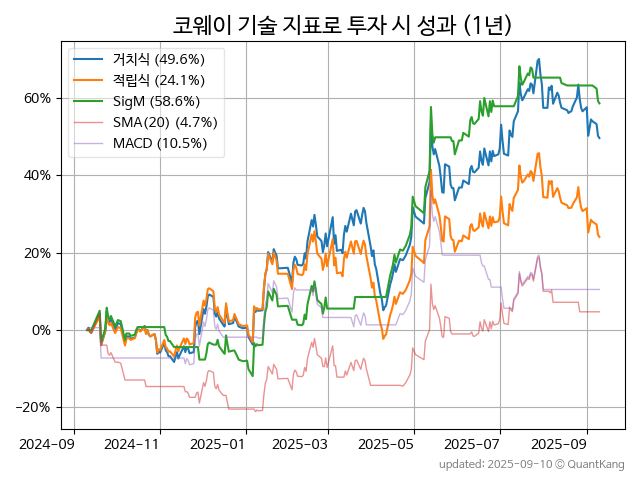 코웨이 기술 지표로 투자 시 성과 (1년)
거치식 (49.6%)
적립식 (24.1%)
SigM (58.6%)
SMA(20) (4.7%)
MACD (10.5%)
60%
40%
20%
0%
−20%
2024-09 2024-11 2025-01 2025-03 2025-05 2025-07 2025-09
updated: 2025-09-10 © QuantKang